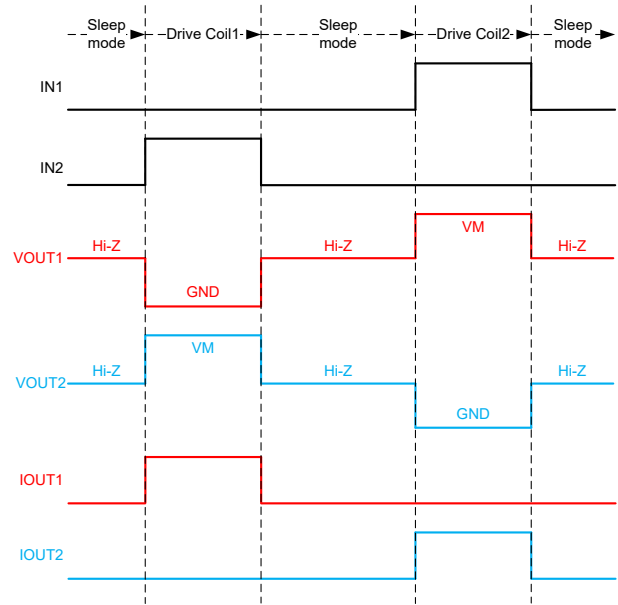 Sleep mode
Drive Coil1
Sleep mode
Drive Coil2
Sleep mode
IN1
IN2
VOUT1
Hi-Z
GND
Hi-Z
VM
Hi-Z
VOUT2
Hi-Z
VM
Hi-Z
GND
Hi-Z
IOUT1
IOUT2